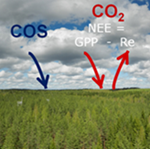 CO₂
COS
NEE =
GPP - Re